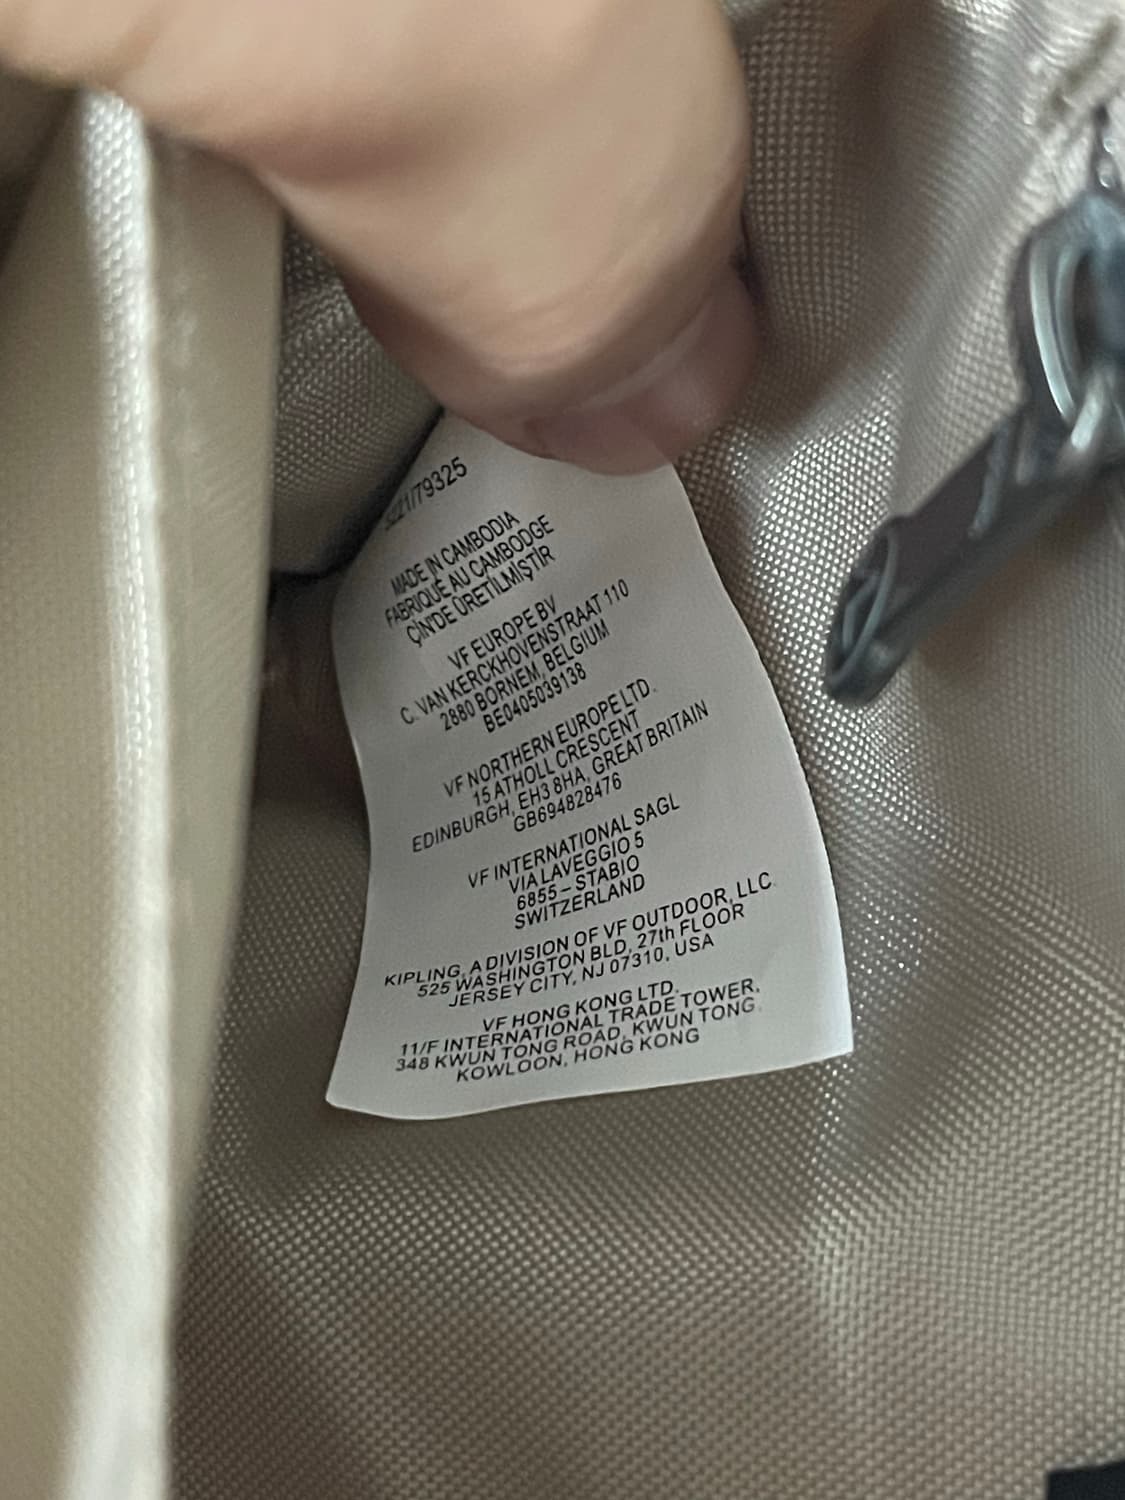 1/79325
MADE IN CAMBODIA
FABRIQUÉ AU CAMBODGE
ÇİN'DE ÜRETİLMİŞTİR
VF EUROPE BV
C. VAN KERCKHOVENSTRAAT 110
2880 BORNEM, BELGIUM
BE0405039138
VF NORTHERN EUROPE LTD.
15 ATHOLL CRESCENT
EDINBURGH, EH3 8HA, GREAT BRITAIN
GB694828476
VF INTERNATIONAL SAGL
VIA LAVEGGIO 5
6855 – STABIO
SWITZERLAND
KIPLING, A DIVISION OF VF OUTDOOR, LLC.
525 WASHINGTON BLD, 27th FLOOR
JERSEY CITY, NJ 07310, USA
VF HONG KONG LTD.
11/F INTERNATIONAL TRADE TOWER,
348 KWUN TONG ROAD, KWUN TONG,
KOWLOON, HONG KONG